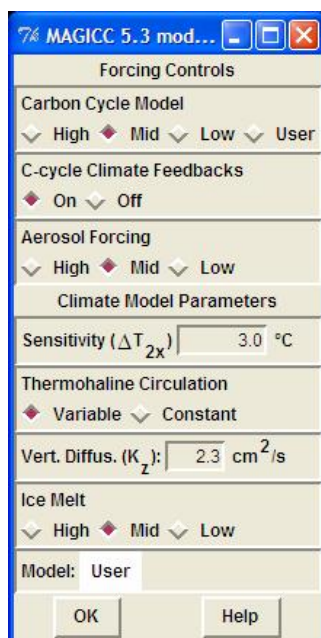 7k MAGICC 5.3 mod...
Forcing Controls
Carbon Cycle Model
High Mid Low User
C-cycle Climate Feedbacks
On Off
Aerosol Forcing
High Mid Low
Climate Model Parameters
Sensitivity (ΔT2x) 3.0 °C
Thermohaline Circulation
Variable Constant
Vert. Diffus. (Kz): 2.3 cm²/s
Ice Melt
High Mid Low
Model: User
OK Help